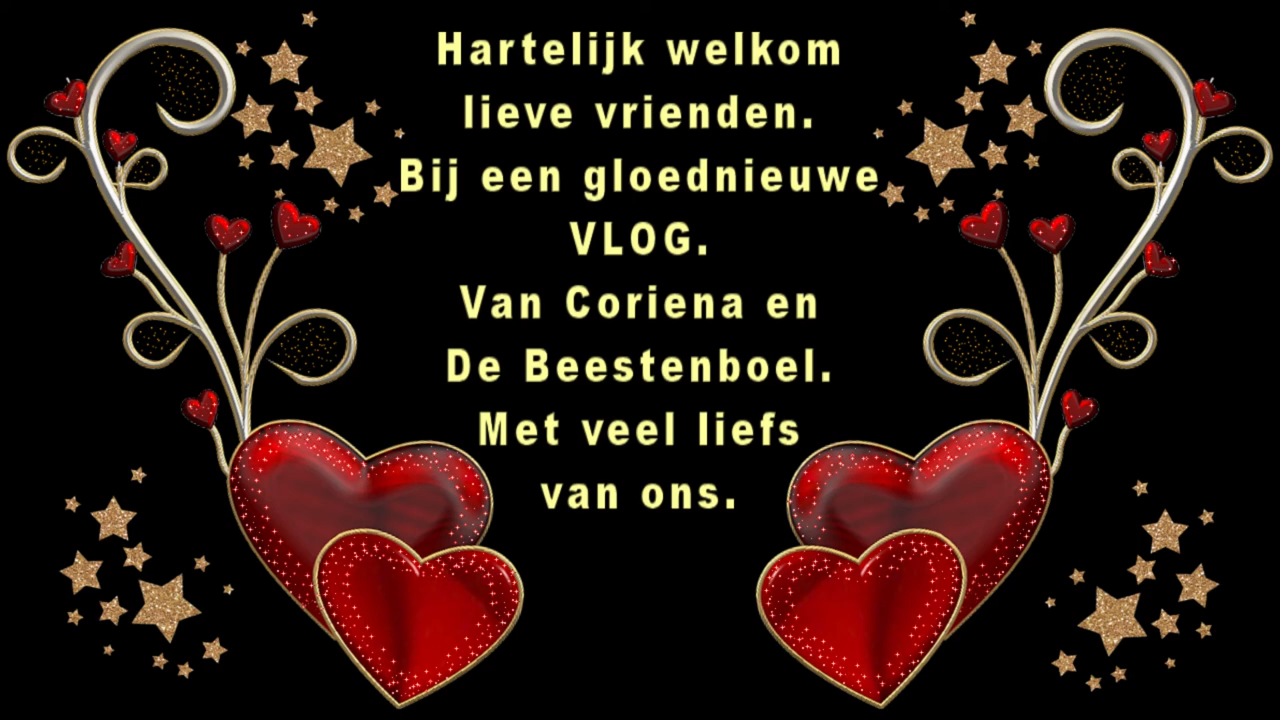 Hartelijk welkom
lieve vrienden.
Bij een gloednieuwe
VLOG.
Van Coriena en
De Beestenboel.
Met veel liefs
van ons.